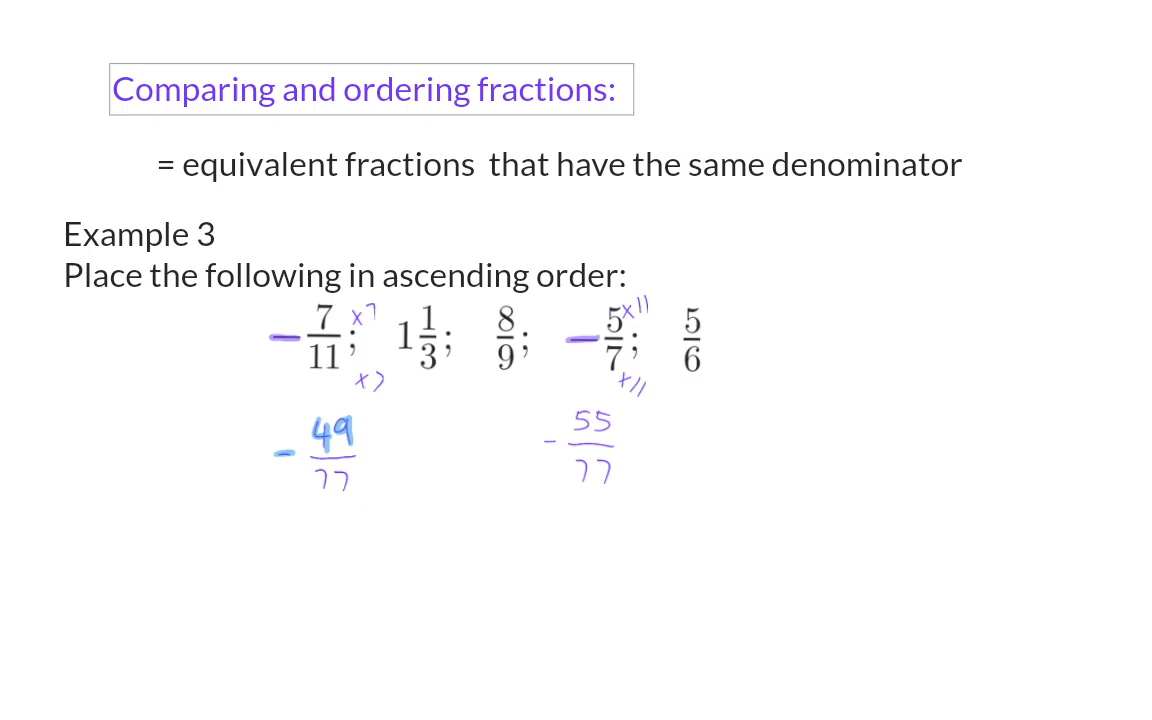 Comparing and ordering fractions:
= equivalent fractions that have the same denominator
Example 3
Place the following in ascending order:
- 7/11; 1 1/3; 8/9; - 5/7; 5/6
x7 x11
x7 x11
- 49/77 - 55/77